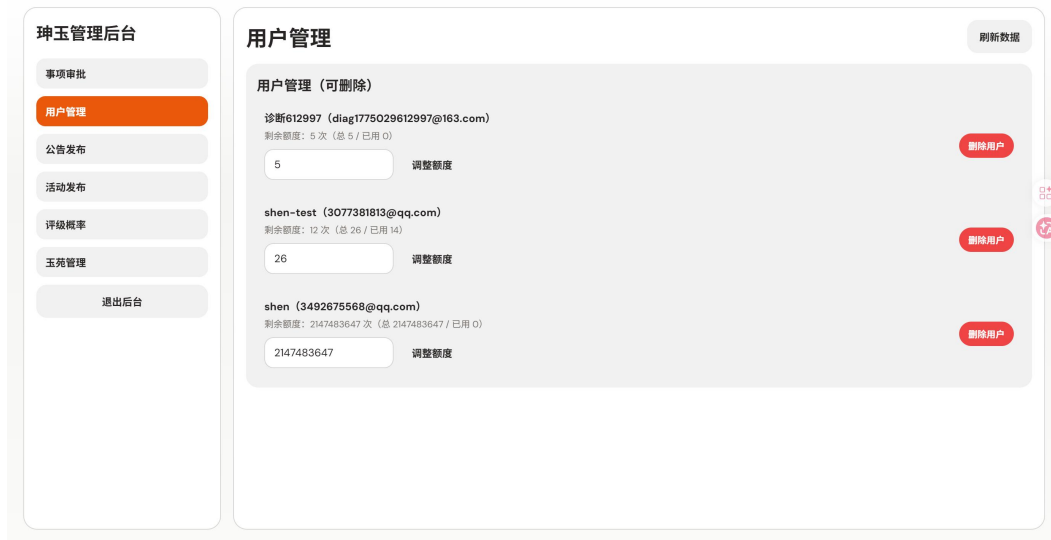 珅玉管理后台
事项审批
用户管理
公告发布
活动发布
评级概率
玉苑管理
退出后台
用户管理
刷新数据
用户管理（可删除）
诊断612997（diag1775029612997@163.com）
剩余额度：5 次（总 5 / 已用 0）
5
调整额度
删除用户
shen-test（3077381813@qq.com）
剩余额度：12 次（总 26 / 已用 14）
26
调整额度
删除用户
shen（3492675568@qq.com）
剩余额度：2147483647 次（总 2147483647 / 已用 0）
2147483647
调整额度
删除用户